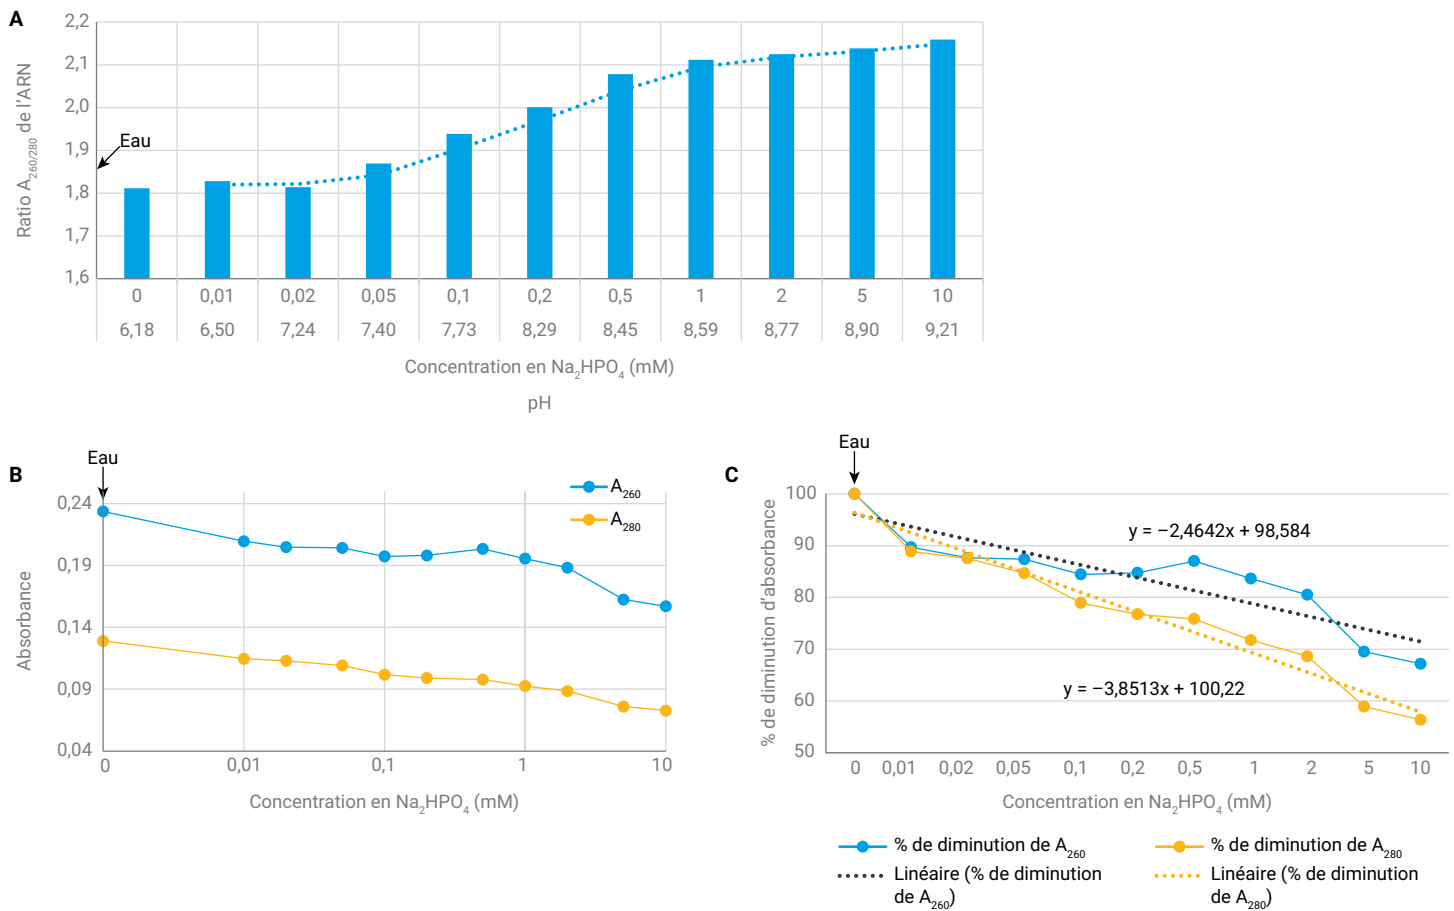 A
2,2
2,1
2,0
1,9
1,8
1,7
1,6
Ratio A260/280 de l'ARN
Eau
0 0,01 0,02 0,05 0,1 0,2 0,5 1 2 5 10
6,18 6,50 7,24 7,40 7,73 8,29 8,45 8,59 8,77 8,90 9,21
Concentration en Na2HPO4 (mM)
pH
B
Eau
0,24
0,19
0,14
0,09
0,04
Absorbance
A260
A280
0 0,01 0,1 1 10
Concentration en Na2HPO4 (mM)
C
Eau
100
90
80
70
60
50
% de diminution d'absorbance
y = −2,4642x + 98,584
y = −3,8513x + 100,22
0 0,01 0,02 0,05 0,1 0,2 0,5 1 2 5 10
Concentration en Na2HPO4 (mM)
% de diminution de A260
% de diminution de A280
Linéaire (% de diminution
de A260)
Linéaire (% de diminution
de A280)